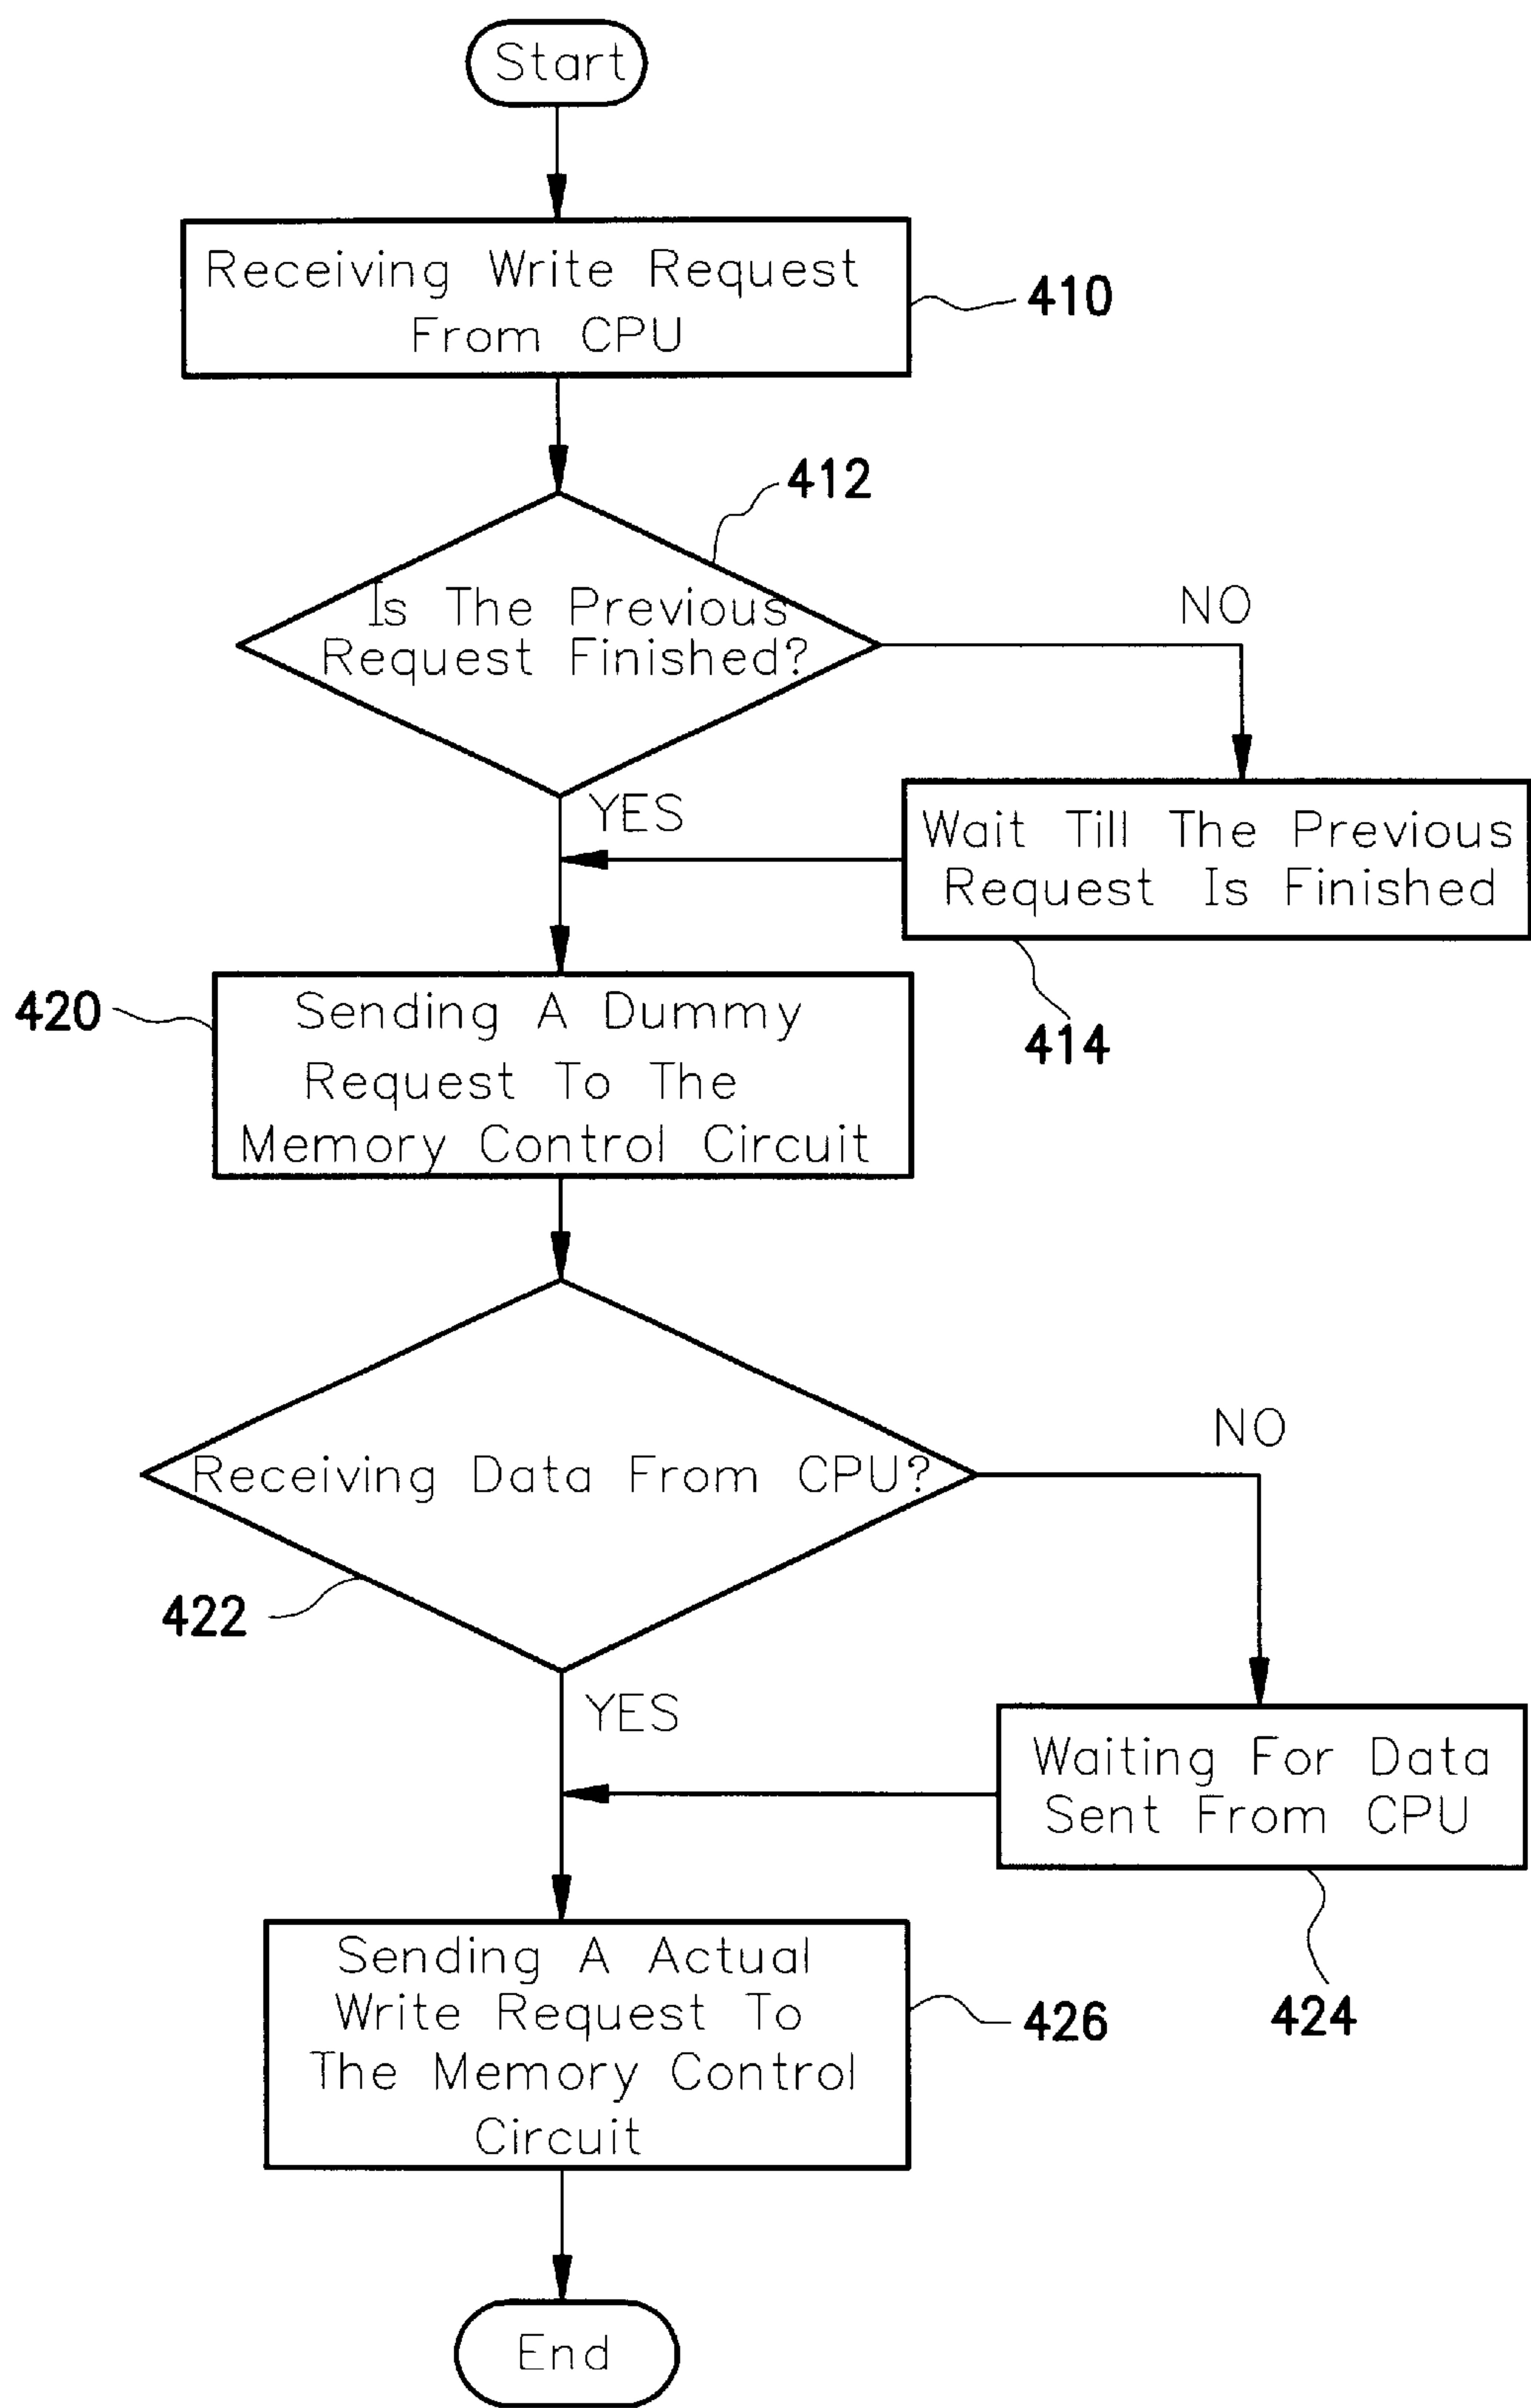 Start
Receiving Write Request
From CPU
410
412
Is The Previous
Request Finished?
NO
YES
Wait Till The Previous
Request Is Finished
414
420
Sending A Dummy
Request To The
Memory Control Circuit
Receiving Data From CPU?
NO
422
YES
Waiting For Data
Sent From CPU
424
Sending A Actual
Write Request To
The Memory Control
Circuit
426
End